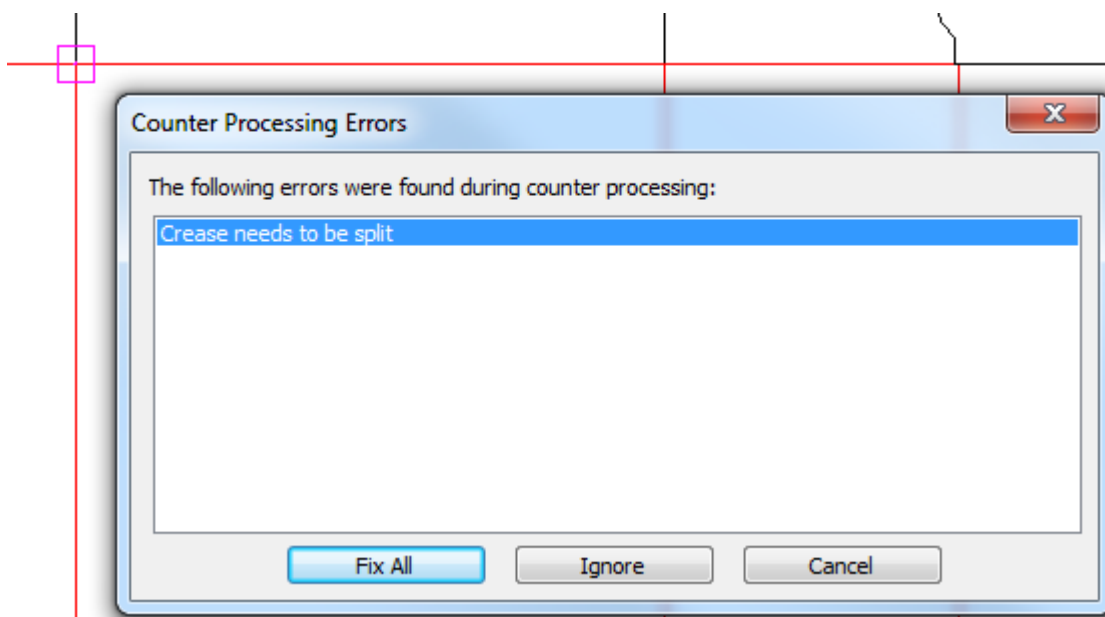 Counter Processing Errors
The following errors were found during counter processing:
Crease needs to be split
Fix All
Ignore
Cancel